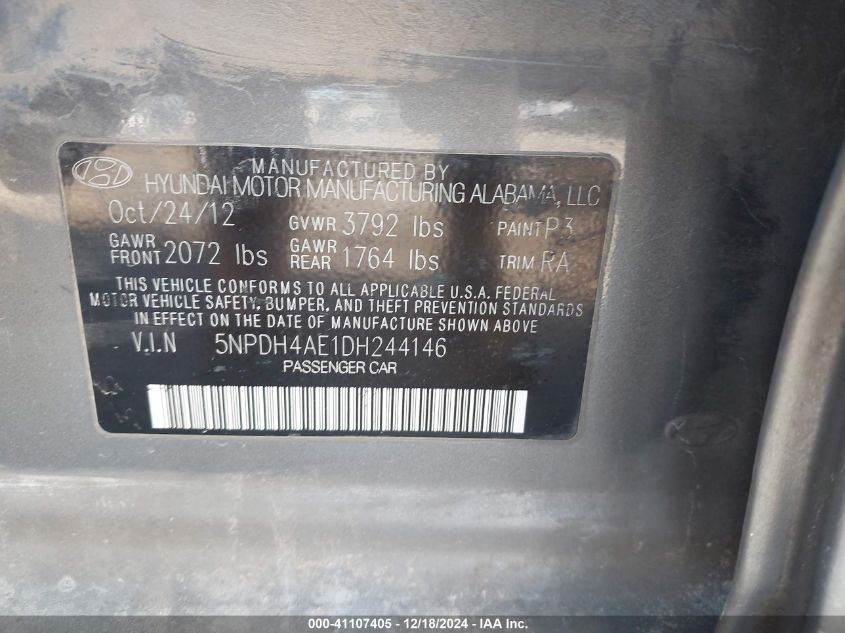 MANUFACTURED BY
HYUNDAI MOTOR MANUFACTURING ALABAMA, LLC
Oct/24/12 GVWR 3792 lbs PAINT P3
GAWR FRONT 2072 lbs GAWR REAR 1764 lbs TRIM RA
THIS VEHICLE CONFORMS TO ALL APPLICABLE U.S.A. FEDERAL
MOTOR VEHICLE SAFETY, BUMPER, AND THEFT PREVENTION STANDARDS
IN EFFECT ON THE DATE OF MANUFACTURE SHOWN ABOVE
V.I.N 5NPDH4AE1DH244146
PASSENGER CAR
000-41107405 - 12/18/2024 - IAA Inc.